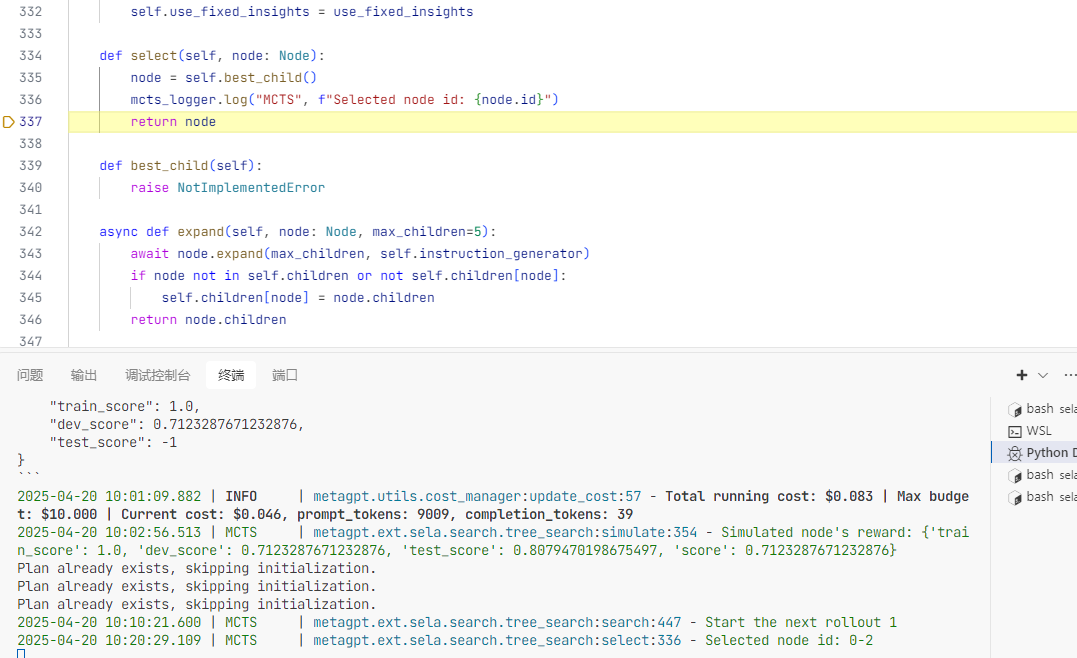 332 self.use_fixed_insights = use_fixed_insights
333
334 def select(self, node: Node):
335 node = self.best_child()
336 mcts_logger.log("MCTS", f"Selected node id: {node.id}")
337 return node
338
339 def best_child(self):
340 raise NotImplementedError
341
342 async def expand(self, node: Node, max_children=5):
343 await node.expand(max_children, self.instruction_generator)
344 if node not in self.children or not self.children[node]:
345 self.children[node] = node.children
346 return node.children
347
问题 输出 调试控制台 终端 端口
"train_score": 1.0,
"dev_score": 0.7123287671232876,
"test_score": -1
}
```
2025-04-20 10:01:09.882 | INFO     | metagpt.utils.cost_manager:update_cost:57 - Total running cost: $0.083 | Max budge
t: $10.000 | Current cost: $0.046, prompt_tokens: 9009, completion_tokens: 39
2025-04-20 10:02:56.513 | MCTS     | metagpt.ext.sela.search.tree_search:simulate:354 - Simulated node's reward: {'trai
n_score': 1.0, 'dev_score': 0.7123287671232876, 'test_score': 0.8079470198675497, 'score': 0.7123287671232876}
Plan already exists, skipping initialization.
Plan already exists, skipping initialization.
Plan already exists, skipping initialization.
2025-04-20 10:10:21.600 | MCTS     | metagpt.ext.sela.search.tree_search:search:447 - Start the next rollout 1
2025-04-20 10:20:29.109 | MCTS     | metagpt.ext.sela.search.tree_search:select:336 - Selected node id: 0-2
bash sela
WSL
Python D
bash sela
bash sela